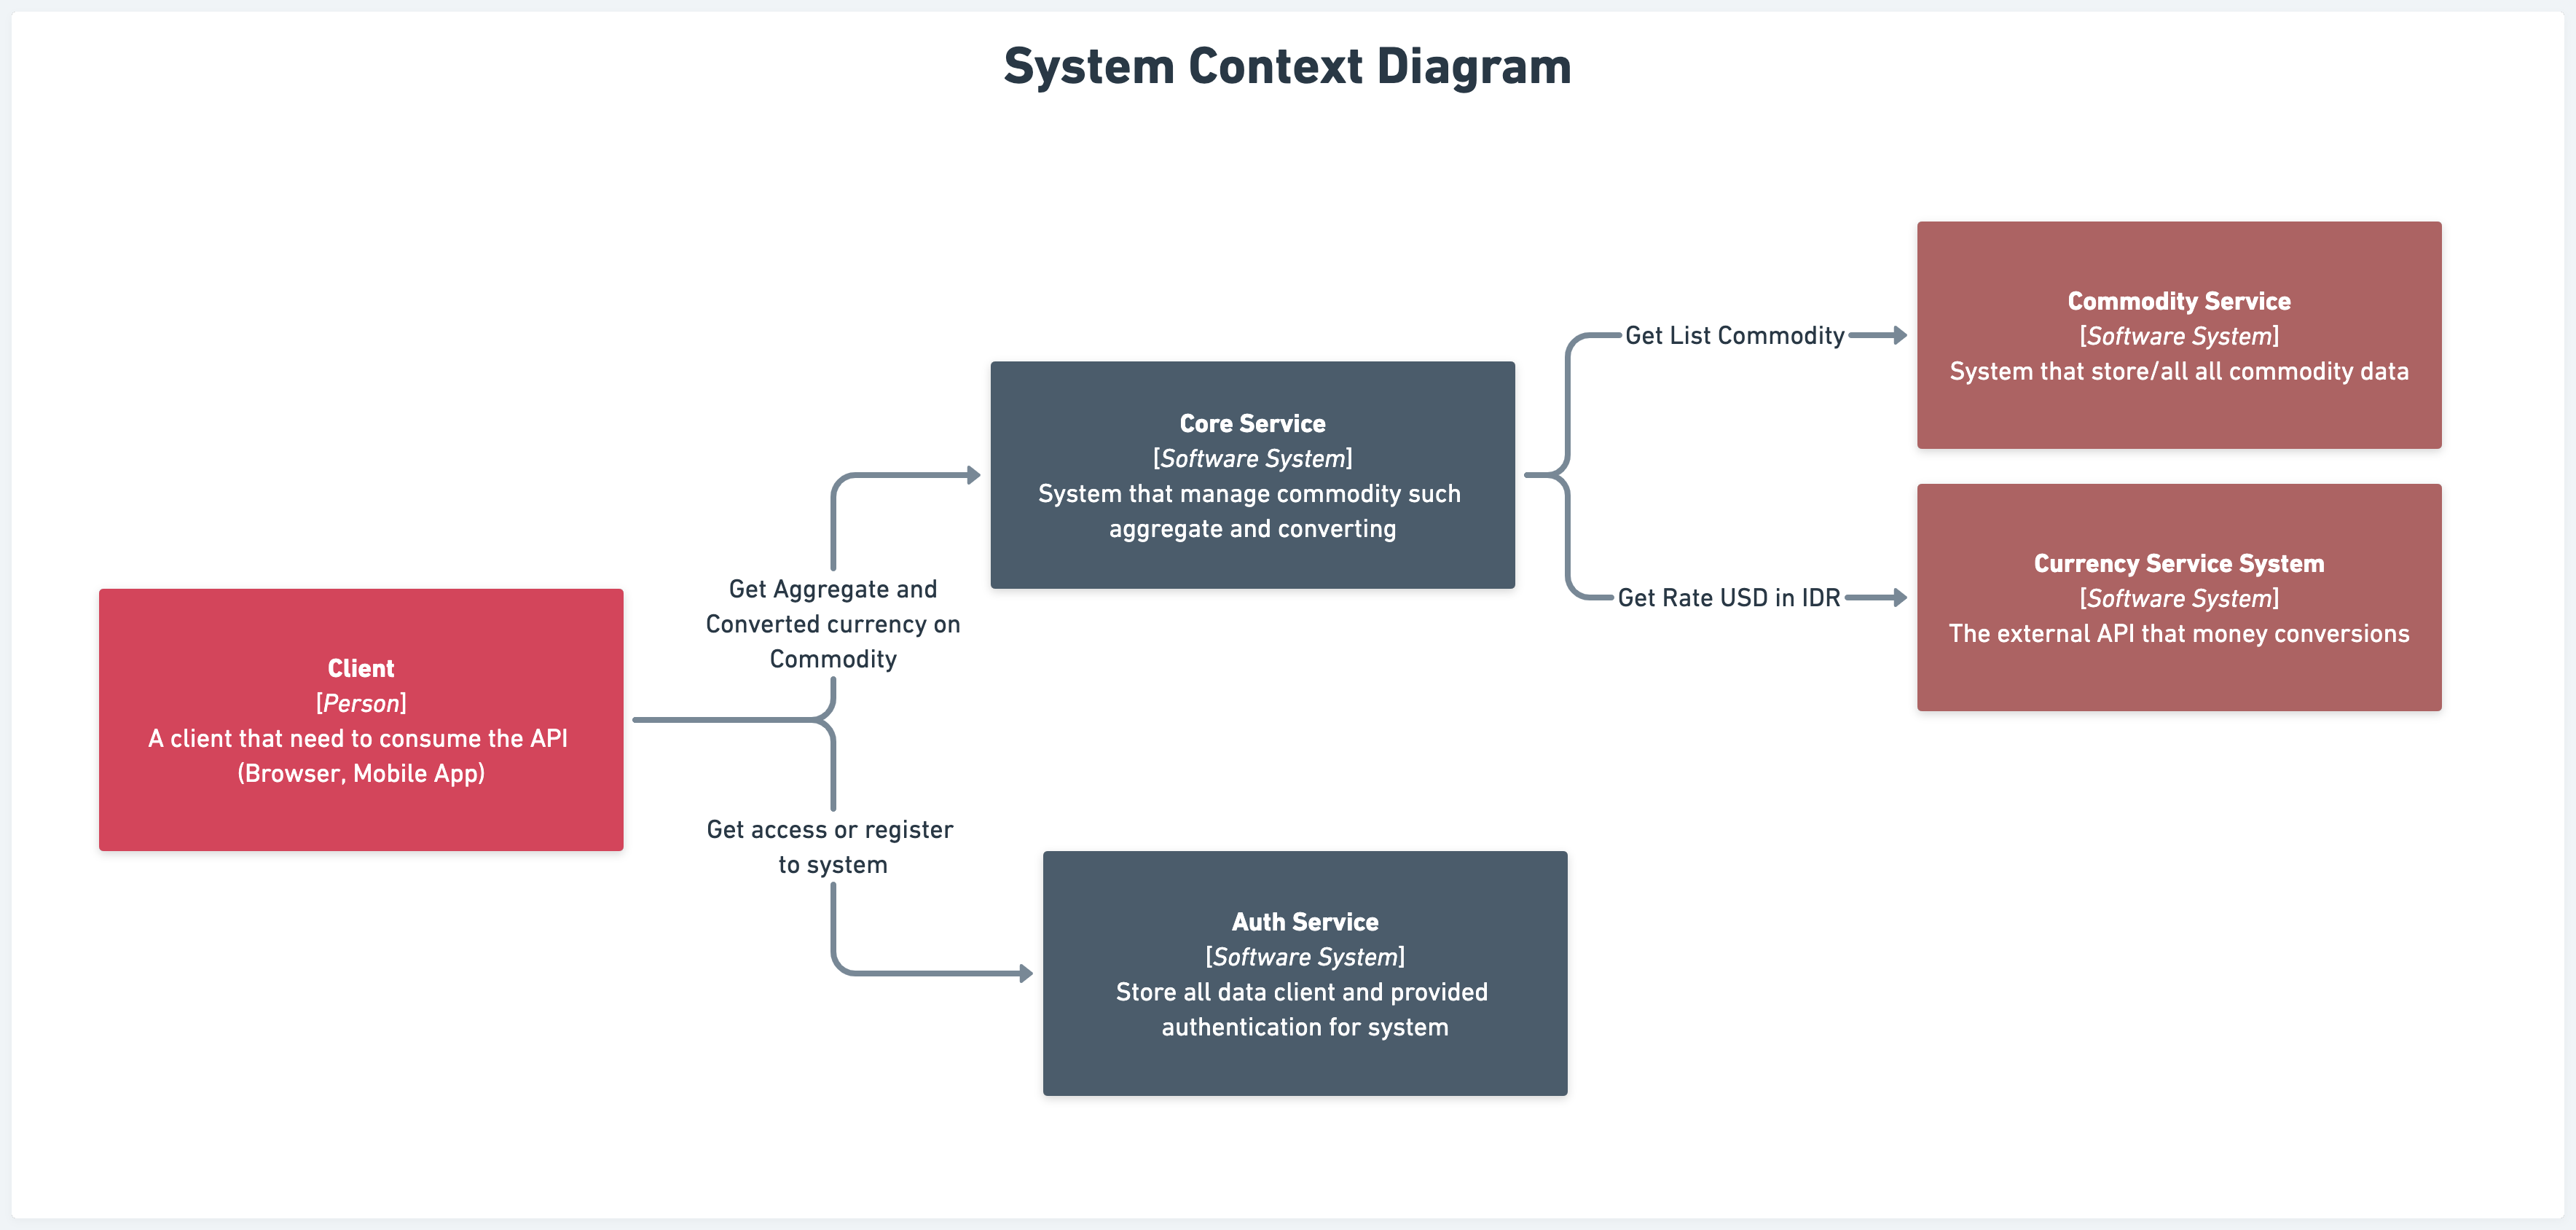 System Context Diagram
Client
[Person]
A client that need to consume the API
(Browser, Mobile App)
Get Aggregate and
Converted currency on
Commodity
Get access or register
to system
Core Service
[Software System]
System that manage commodity such
aggregate and converting
Auth Service
[Software System]
Store all data client and provided
authentication for system
Get List Commodity
Get Rate USD in IDR
Commodity Service
[Software System]
System that store/all all commodity data
Currency Service System
[Software System]
The external API that money conversions